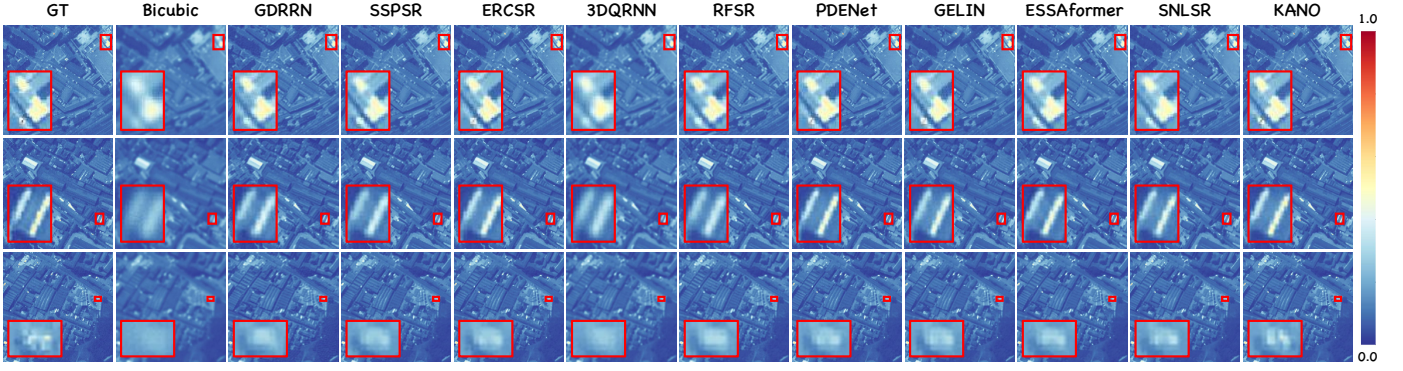 GT Bicubic GDRRN SSPSR ERCSR 3DQRNN RFSR PDENet GELIN ESSAformer SNLSR KANO
1.0
0.0